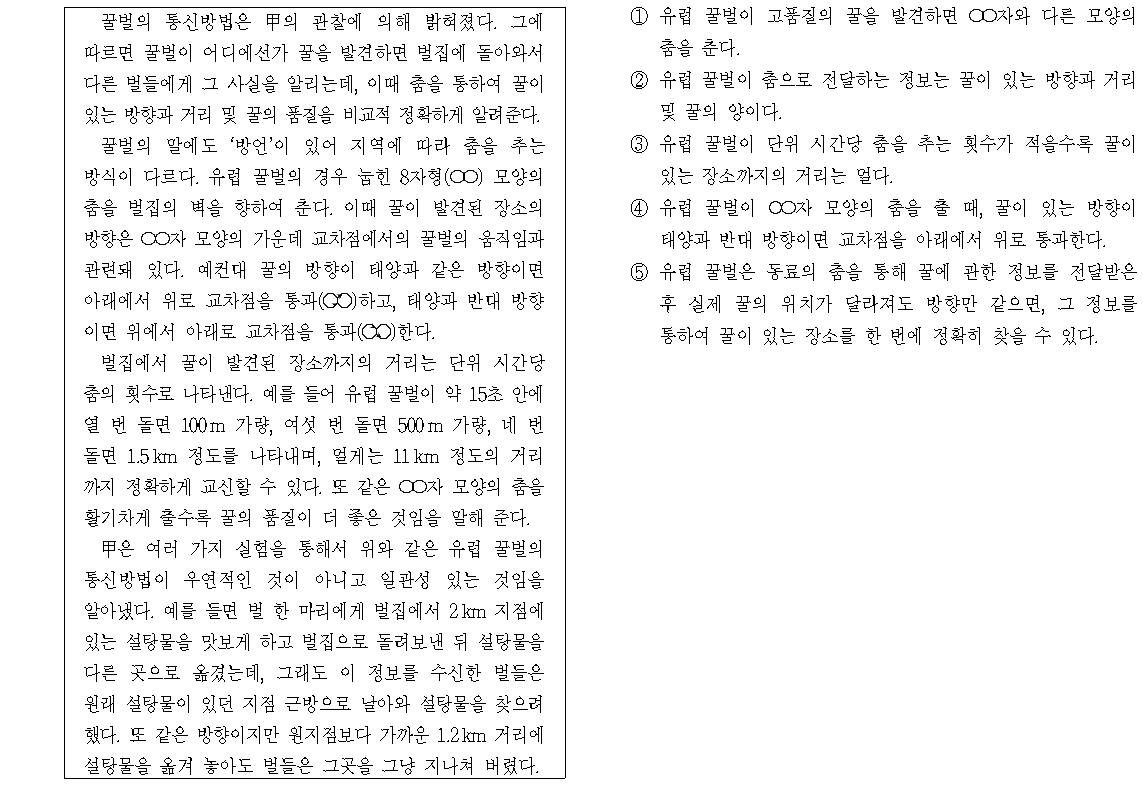 꿀벌의 통신방법은 甲의 관찰에 의해 밝혀졌다. 그에
따르면 꿀벌이 어디에선가 꿀을 발견하면 벌집에 돌아와서
다른 벌들에게 그 사실을 알리는데, 이때 춤을 통하여 꿀이
있는 방향과 거리 및 꿀의 품질을 비교적 정확하게 알려준다.
꿀벌의 말에도 ‘방언’이 있어 지역에 따라 춤을 추는
방식이 다르다. 유럽 꿀벌의 경우 눕힌 8자형(○○) 모양의
춤을 벌집의 벽을 향하여 춘다. 이때 꿀이 발견된 장소의
방향은 ○○자 모양의 가운데 교차점에서의 꿀벌의 움직임과
관련돼 있다. 예컨대 꿀의 방향이 태양과 같은 방향이면
아래에서 위로 교차점을 통과(○○)하고, 태양과 반대 방향
이면 위에서 아래로 교차점을 통과(○○)한다.
벌집에서 꿀이 발견된 장소까지의 거리는 단위 시간당
춤의 횟수로 나타낸다. 예를 들어 유럽 꿀벌이 약 15초 안에
열 번 돌면 100m 가량, 여섯 번 돌면 500m 가량, 네 번
돌면 1.5km 정도를 나타내며, 멀게는 11km 정도의 거리
까지 정확하게 교신할 수 있다. 또 같은 ○○자 모양의 춤을
활기차게 출수록 꿀의 품질이 더 좋은 것임을 말해 준다.
甲은 여러 가지 실험을 통해서 위와 같은 유럽 꿀벌의
통신방법이 우연적인 것이 아니고 일관성 있는 것임을
알아냈다. 예를 들면 벌 한 마리에게 벌집에서 2km 지점에
있는 설탕물을 맛보게 하고 벌집으로 돌려보낸 뒤 설탕물을
다른 곳으로 옮겼는데, 그래도 이 정보를 수신한 벌들은
원래 설탕물이 있던 지점 근방으로 날아와 설탕물을 찾으려
했다. 또 같은 방향이지만 원지점보다 가까운 1.2km 거리에
설탕물을 옮겨 놓아도 벌들은 그곳을 그냥 지나쳐 버렸다.
① 유럽 꿀벌이 고품질의 꿀을 발견하면 ○○자와 다른 모양의
춤을 춘다.
② 유럽 꿀벌이 춤으로 전달하는 정보는 꿀이 있는 방향과 거리
및 꿀의 양이다.
③ 유럽 꿀벌이 단위 시간당 춤을 추는 횟수가 적을수록 꿀이
있는 장소까지의 거리는 멀다.
④ 유럽 꿀벌이 ○○자 모양의 춤을 출 때, 꿀이 있는 방향이
태양과 반대 방향이면 교차점을 아래에서 위로 통과한다.
⑤ 유럽 꿀벌은 동료의 춤을 통해 꿀에 관한 정보를 전달받은
후 실제 꿀의 위치가 달라져도 방향만 같으면, 그 정보를
통하여 꿀이 있는 장소를 한 번에 정확히 찾을 수 있다.